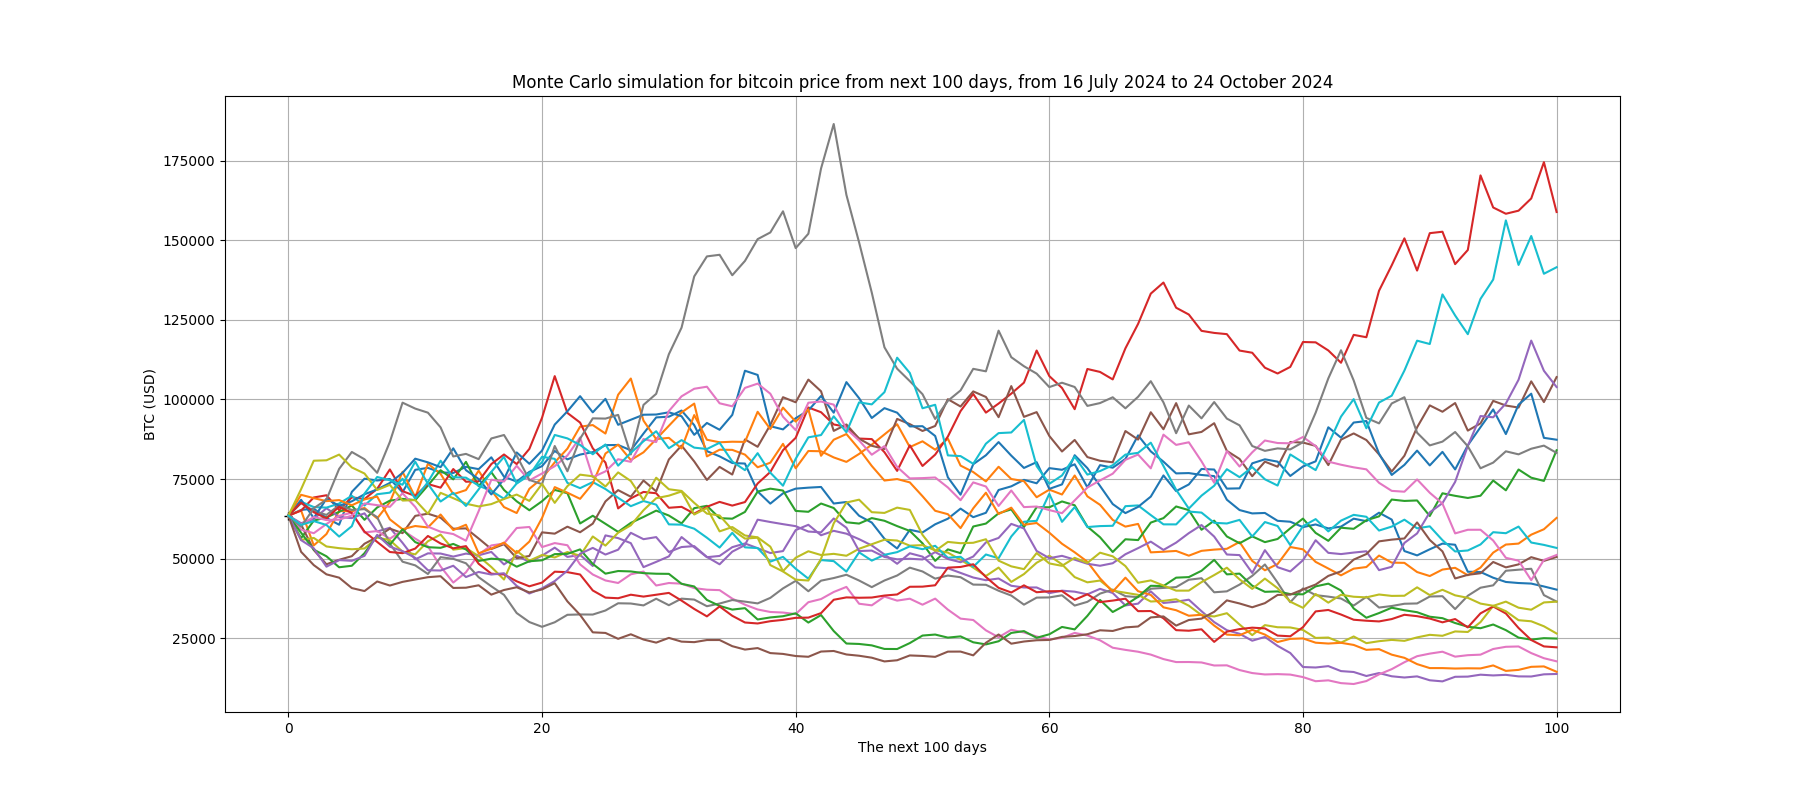 Monte Carlo simulation for bitcoin price from next 100 days, from 16 July 2024 to 24 October 2024
175000
150000
125000
100000
75000
50000
25000
BTC (USD)
0 20 40 60 80 100
The next 100 days